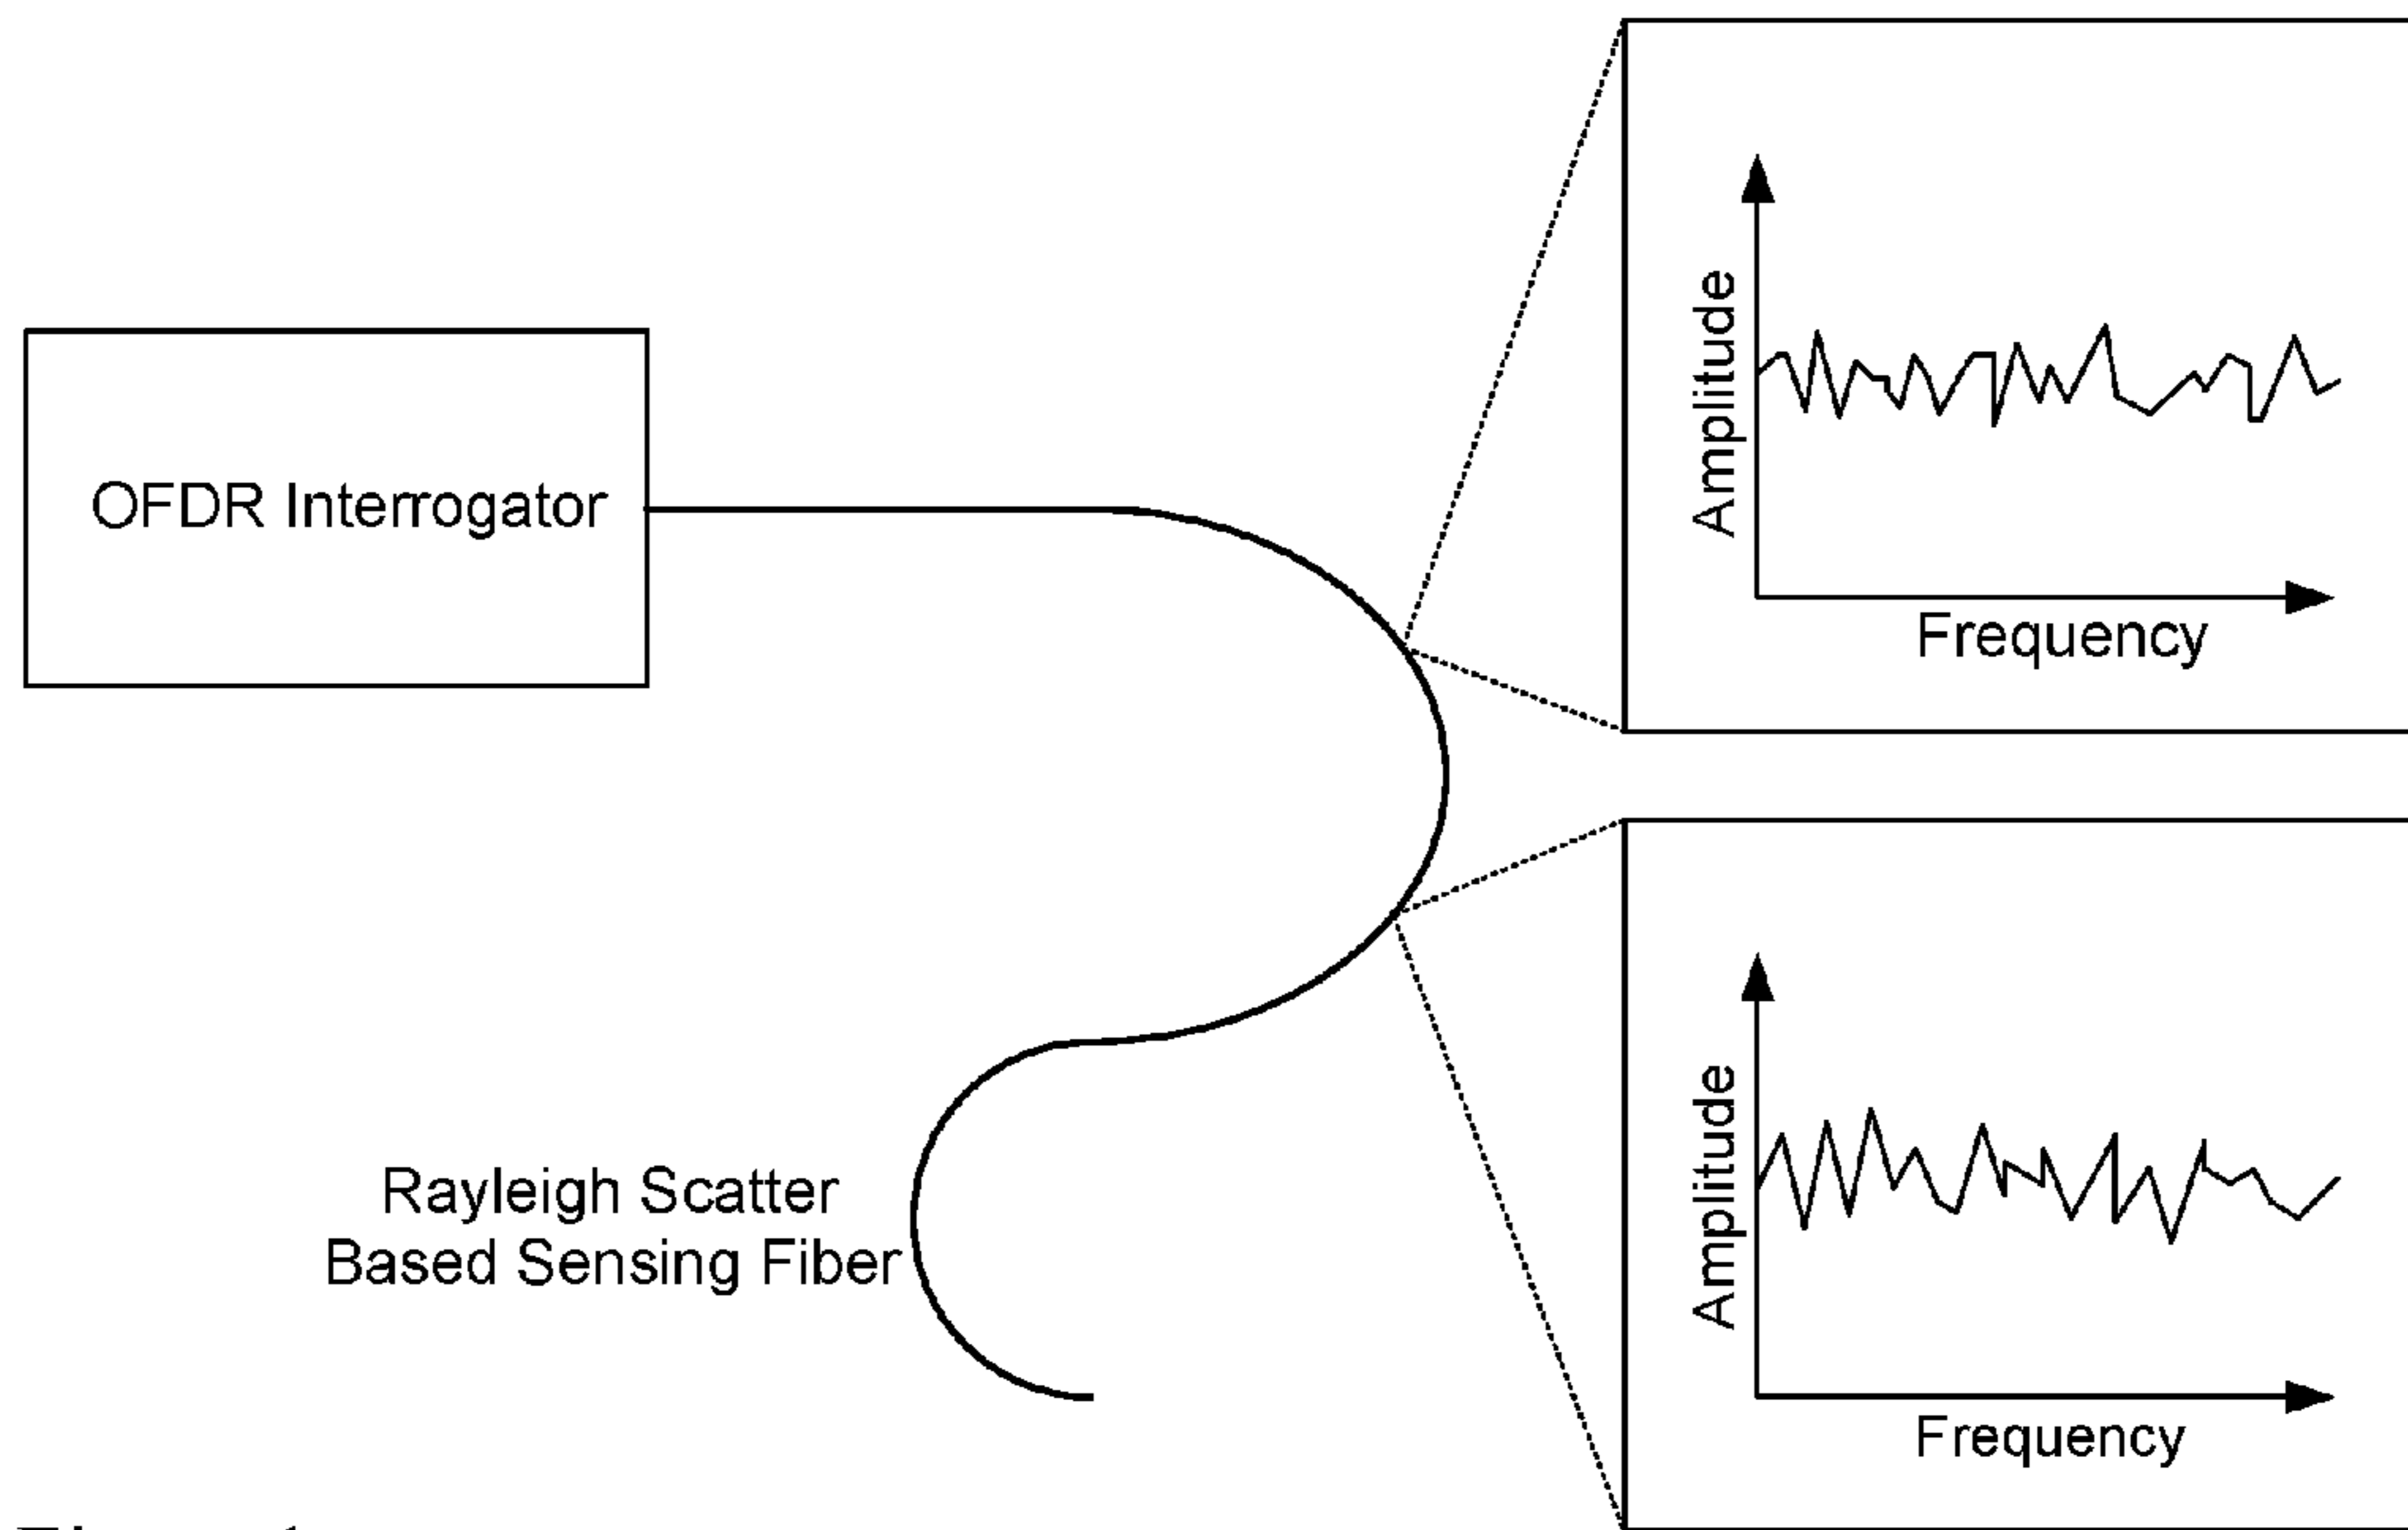 OFDR Interrogator
Amplitude
Frequency
Rayleigh Scatter
Based Sensing Fiber
Amplitude
Frequency